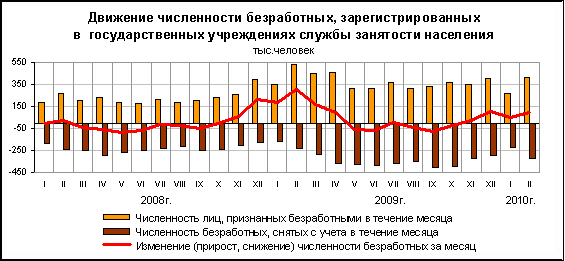 Движение численности безработных, зарегистрированных
в государственных учреждениях службы занятости населения
тыс.человек
550
350
150
-50
-250
-450
I II III IV V VI VII VIII IX X XI XII I II III IV V VI VII VIII IX X XI XII I II
2008г. 2009г. 2010г.
Численность лиц, признанных безработными в течение месяца
Численность безработных, снятых с учета в течение месяца
Изменение (прирост, снижение) численности безработных за месяц